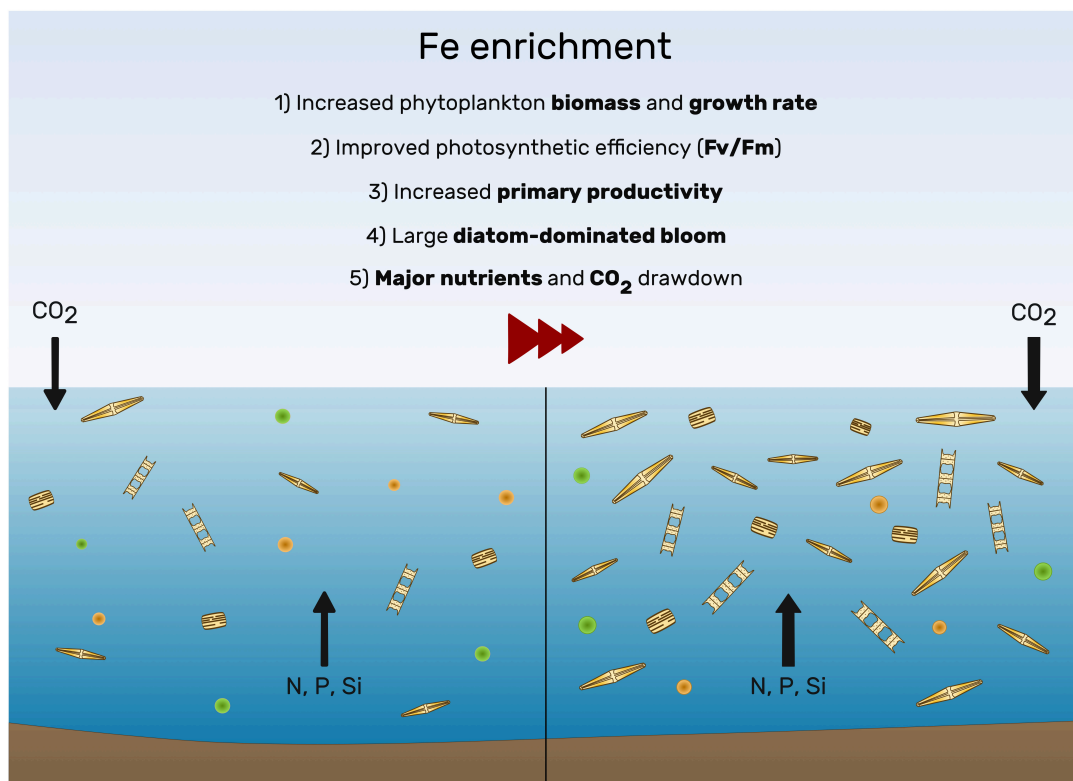 Fe enrichment
1) Increased phytoplankton biomass and growth rate
2) Improved photosynthetic efficiency (Fv/Fm)
3) Increased primary productivity
4) Large diatom-dominated bloom
5) Major nutrients and CO₂ drawdown
CO₂
CO₂
N, P, Si
N, P, Si